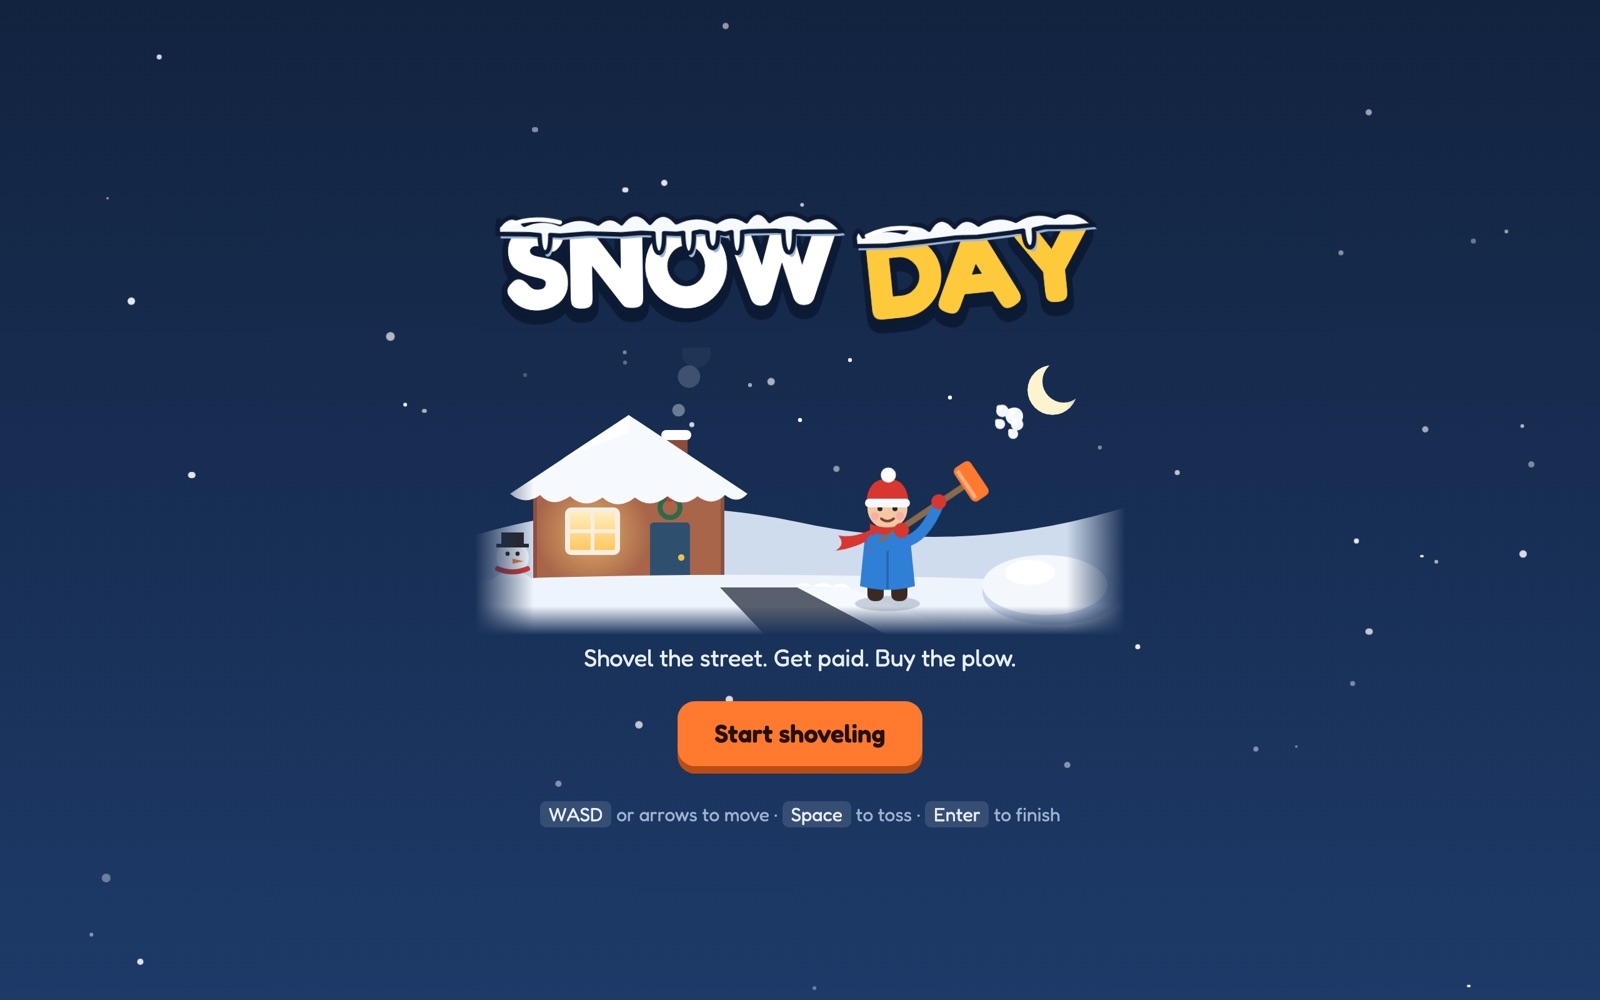 SNOW DAY
Shovel the street. Get paid. Buy the plow.
Start shoveling
WASD or arrows to move · Space to toss · Enter to finish